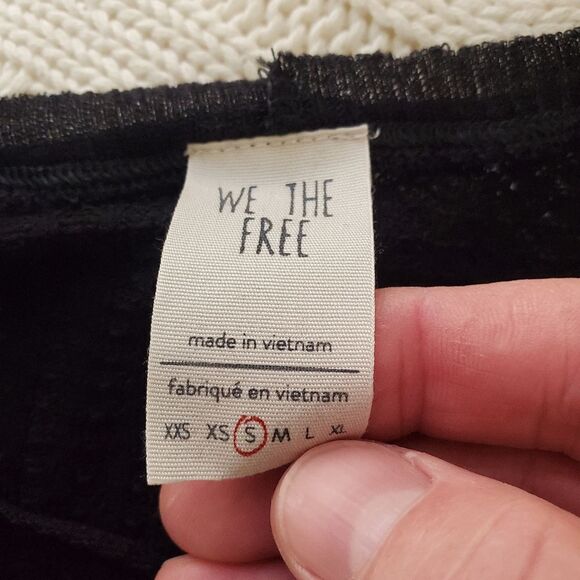 WE THE
FREE
made in vietnam
fabriqué en vietnam
XXS XS S M L XL